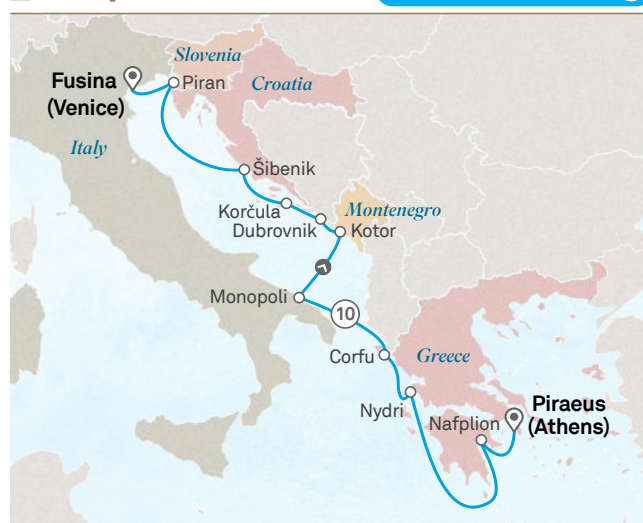 Slovenia
Fusina
(Venice)
Piran
Croatia
Italy
Šibenik
Korčula
Montenegro
Dubrovnik
Kotor
Monopoli
10
Corfu
Greece
Nydri
Piraeus
(Athens)
Nafplion